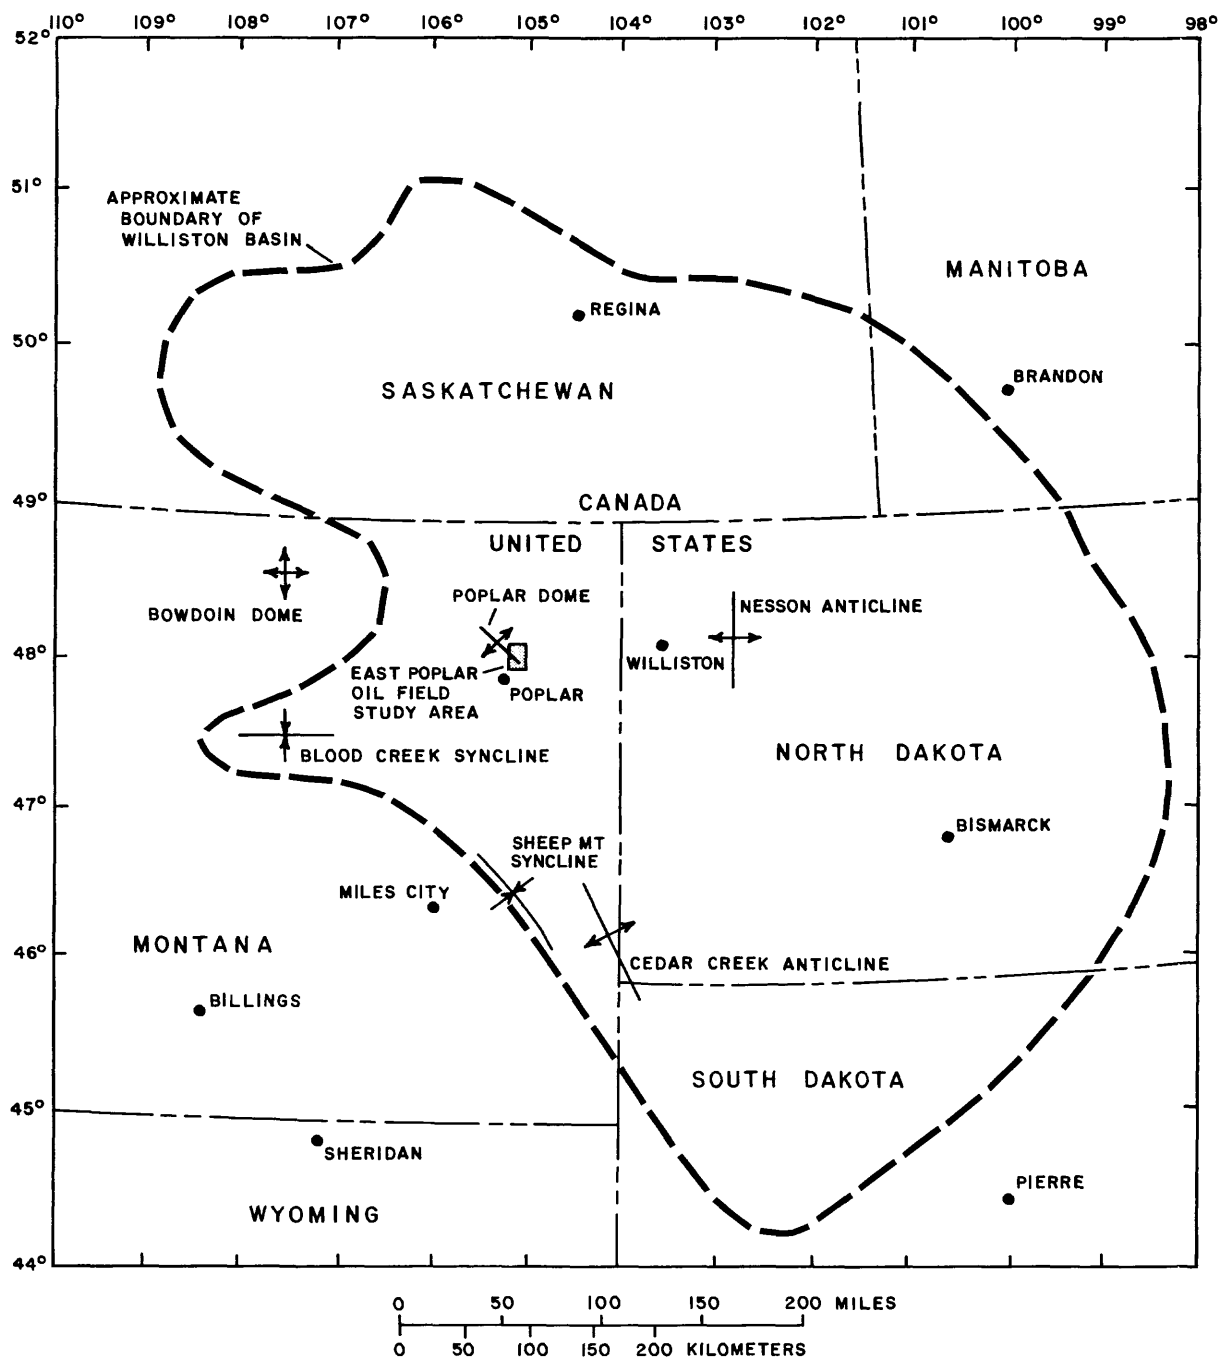 110° 109° 108° 107° 106° 105° 104° 103° 102° 101° 100° 99° 98°
52°
51°
APPROXIMATE
BOUNDARY OF
WILLISTON BASIN
MANITOBA
REGINA
50°
BRANDON
SASKATCHEWAN
49°
CANADA
UNITED STATES
POPLAR DOME
NESSON ANTICLINE
BOWDOIN DOME
48°
WILLISTON
EAST POPLAR
OIL FIELD
STUDY AREA
POPLAR
BLOOD CREEK SYNCLINE
NORTH DAKOTA
47°
BISMARCK
SHEEP MT
SYNCLINE
MILES CITY
MONTANA
46°
CEDAR CREEK ANTICLINE
BILLINGS
SOUTH DAKOTA
45°
SHERIDAN
PIERRE
WYOMING
44°
0 50 100 150 200 MILES
0 50 100 150 200 KILOMETERS